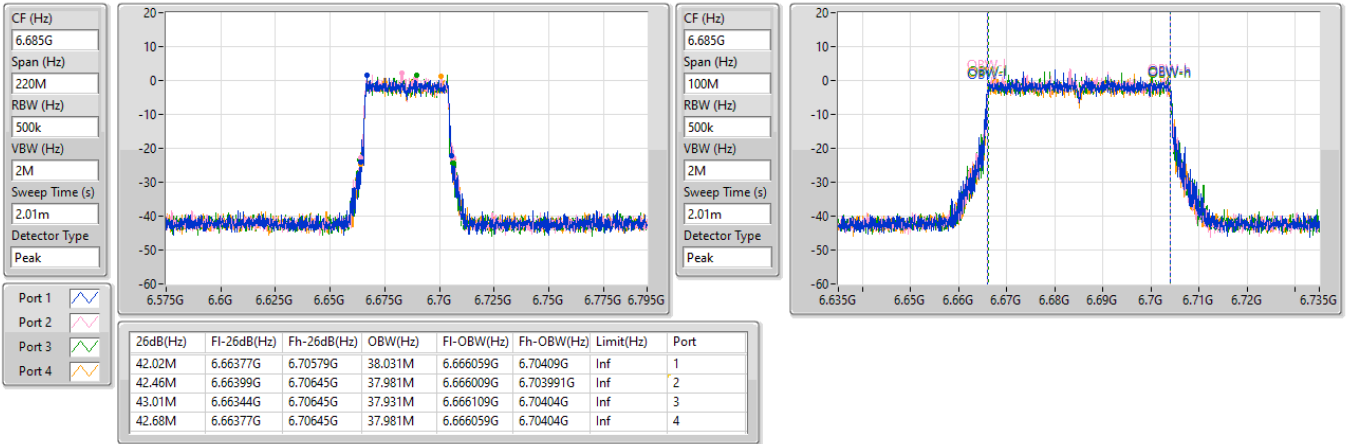 CF (Hz)
6.685G
Span (Hz)
220M
RBW (Hz)
500k
VBW (Hz)
2M
Sweep Time (s)
2.01m
Detector Type
Peak
Port 1
Port 2
Port 3
Port 4
20
10
0
-10
-20
-30
-40
-50
-60
6.575G 6.6G 6.625G 6.65G 6.675G 6.7G 6.725G 6.75G 6.775G 6.795G
CF (Hz)
6.685G
Span (Hz)
100M
RBW (Hz)
500k
VBW (Hz)
2M
Sweep Time (s)
2.01m
Detector Type
Peak
20
10
0
-10
-20
-30
-40
-50
-60
OBW-l OBW-h
6.635G 6.65G 6.66G 6.67G 6.68G 6.69G 6.7G 6.71G 6.72G 6.735G
26dB(Hz) Fl-26dB(Hz) Fh-26dB(Hz) OBW(Hz) Fl-OBW(Hz) Fh-OBW(Hz) Limit(Hz) Port
42.02M 6.66377G 6.70579G 38.031M 6.666059G 6.70409G Inf 1
42.46M 6.66399G 6.70645G 37.981M 6.666009G 6.703991G Inf 2
43.01M 6.66344G 6.70645G 37.931M 6.666109G 6.70404G Inf 3
42.68M 6.66377G 6.70645G 37.981M 6.666059G 6.70404G Inf 4